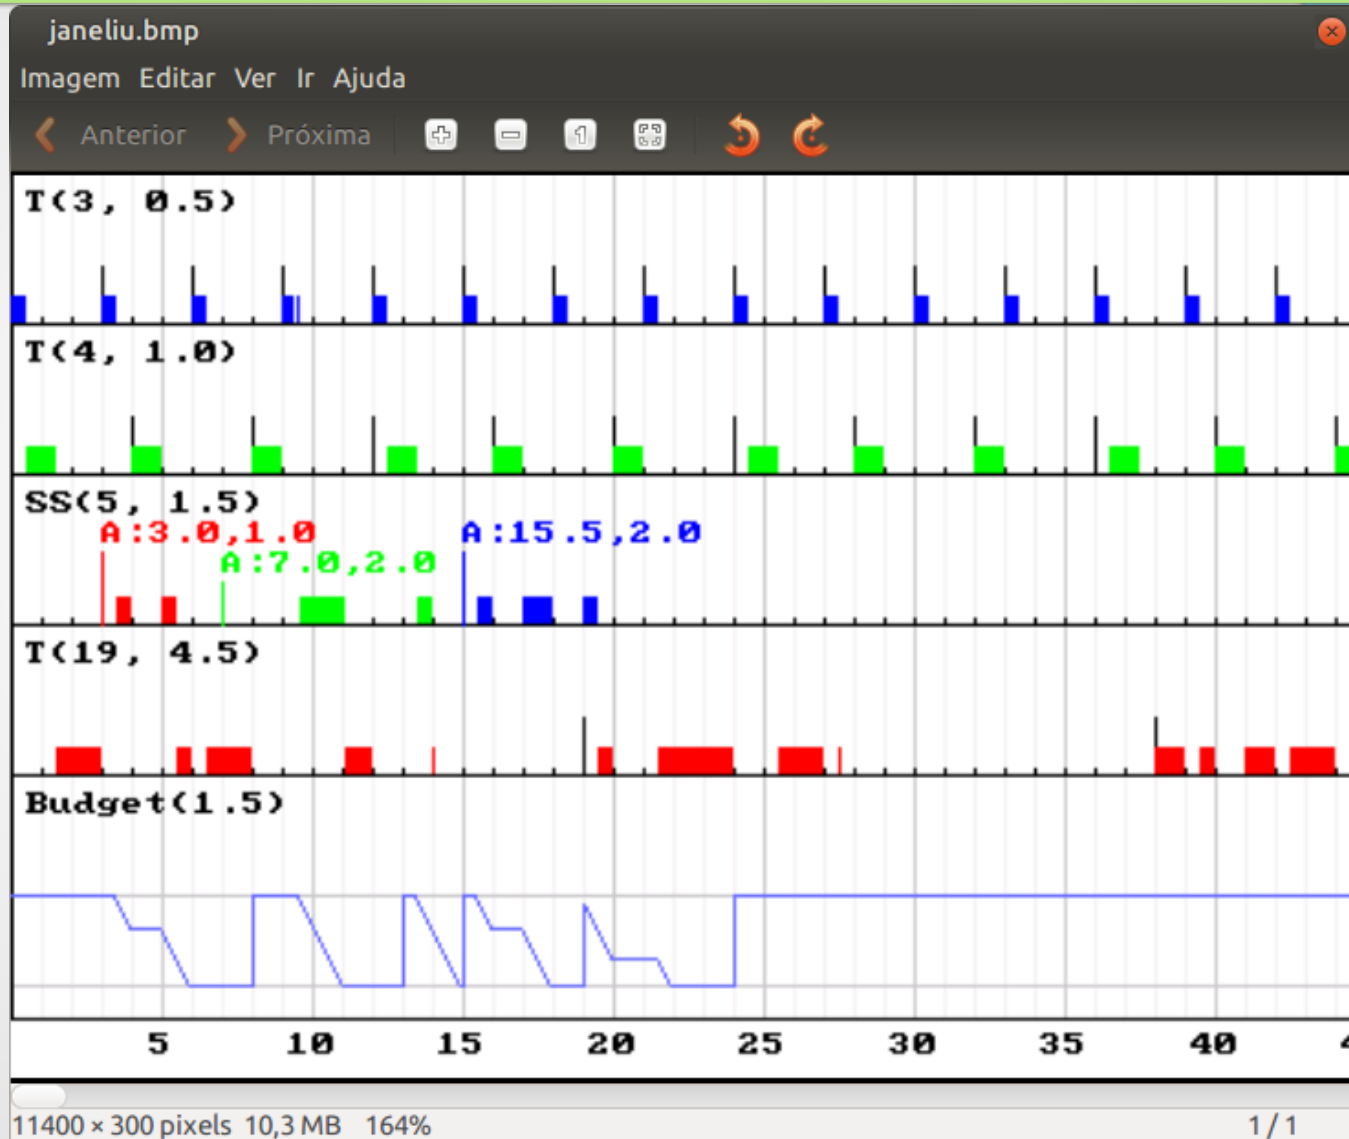 janeliu.bmp
Imagem Editar Ver Ir Ajuda
Anterior Próxima
T(3, 0.5)
T(4, 1.0)
SS(5, 1.5)
A:3.0,1.0 A:15.5,2.0
A:7.0,2.0
T(19, 4.5)
Budget(1.5)
5 10 15 20 25 30 35 40
11400 × 300 pixels 10,3 MB 164% 1 / 1